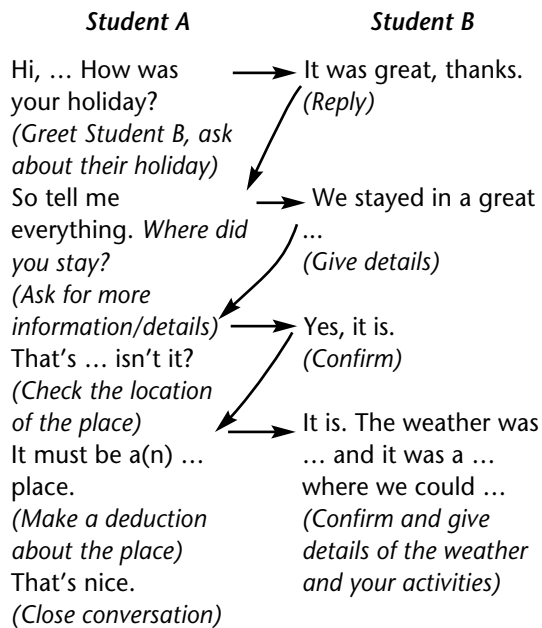 Student A
Hi, … How was
your holiday?
(Greet Student B, ask
about their holiday)
So tell me
everything. Where did
you stay?
(Ask for more
information/details)
That's … isn't it?
(Check the location
of the place)
It must be a(n) …
place.
(Make a deduction
about the place)
That's nice.
(Close conversation)
Student B
It was great, thanks.
(Reply)
We stayed in a great
...
(Give details)
Yes, it is.
(Confirm)
It is. The weather was
… and it was a …
where we could …
(Confirm and give
details of the weather
and your activities)